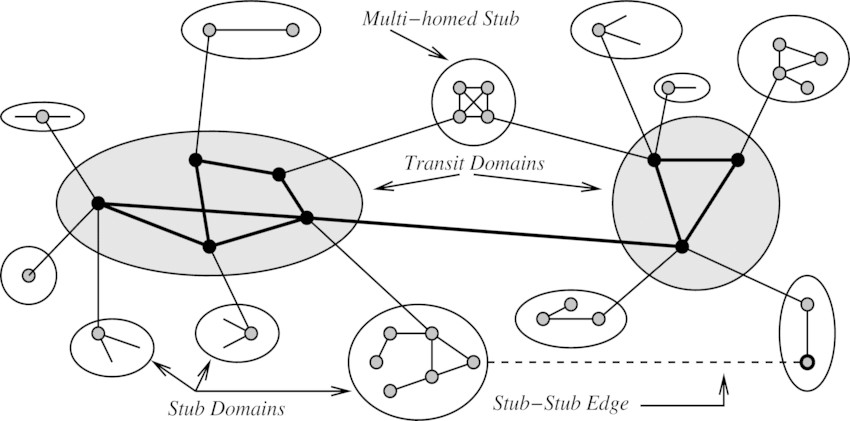 Multi−homed Stub
Transit Domains
Stub Domains
Stub−Stub Edge